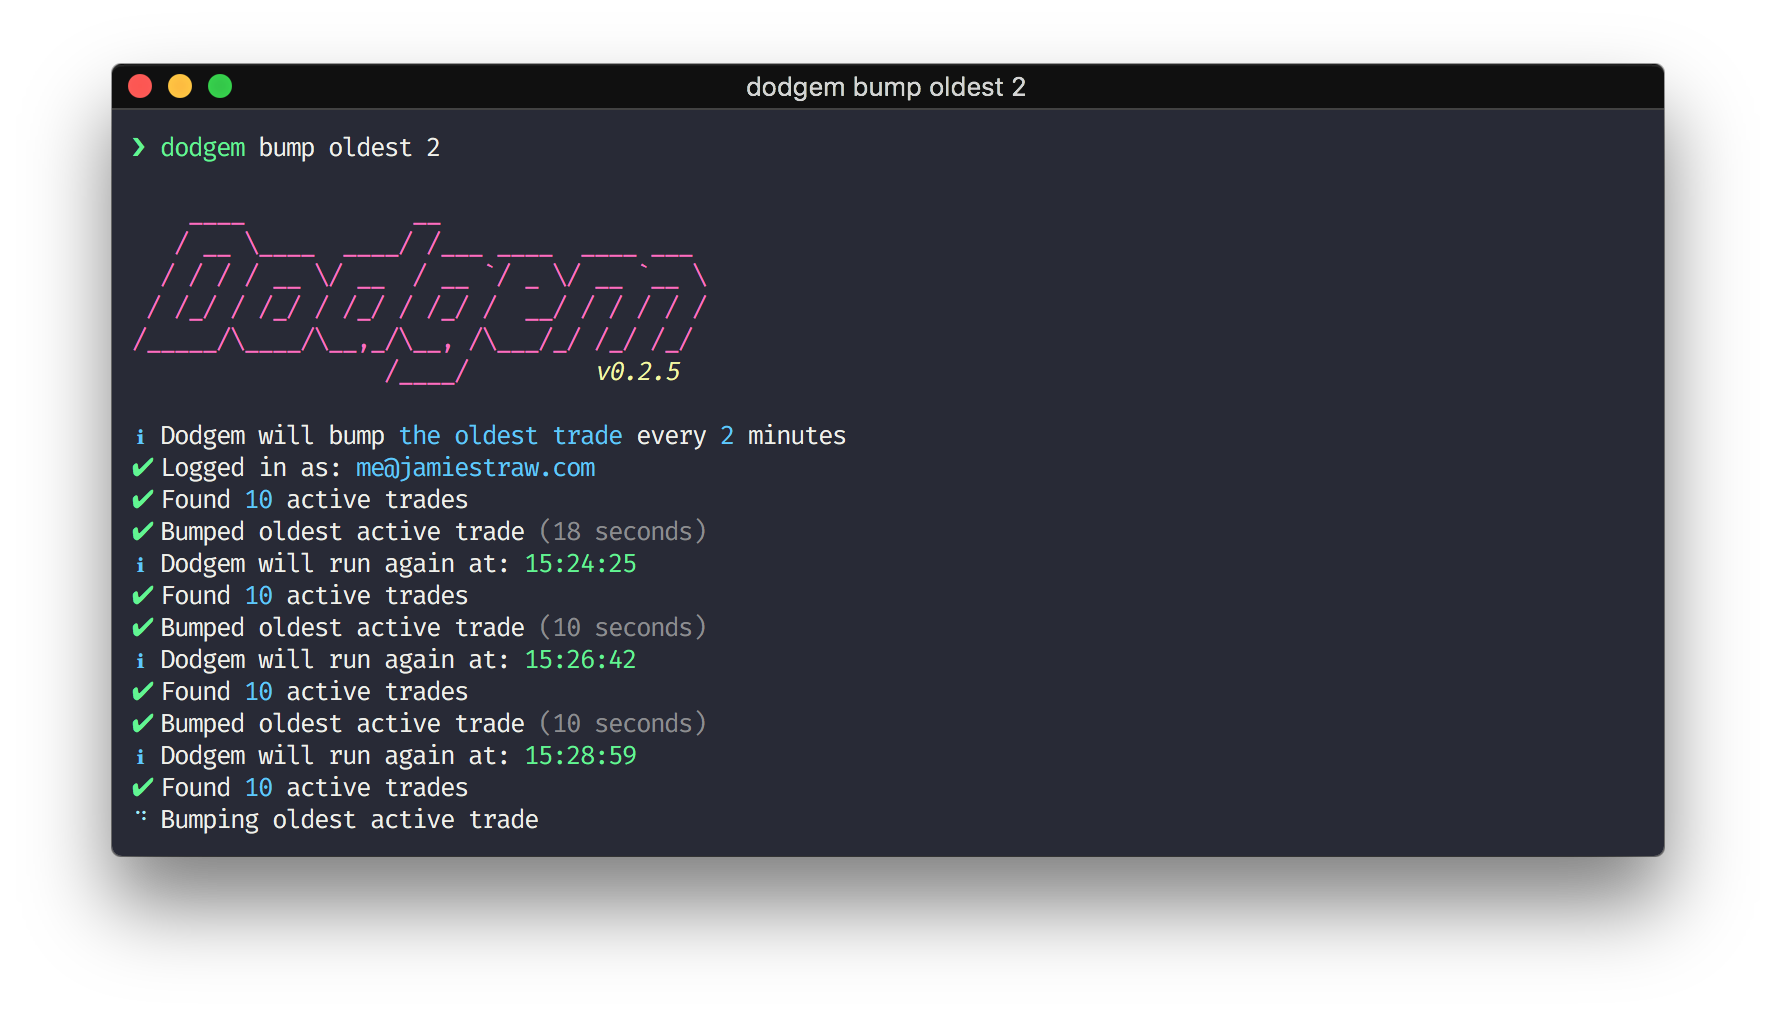 dodgem bump oldest 2
❯ dodgem bump oldest 2
Dodgem
v0.2.5
ℹ Dodgem will bump the oldest trade every 2 minutes
✔ Logged in as: me@jamiestraw.com
✔ Found 10 active trades
✔ Bumped oldest active trade (18 seconds)
ℹ Dodgem will run again at: 15:24:25
✔ Found 10 active trades
✔ Bumped oldest active trade (10 seconds)
ℹ Dodgem will run again at: 15:26:42
✔ Found 10 active trades
✔ Bumped oldest active trade (10 seconds)
ℹ Dodgem will run again at: 15:28:59
✔ Found 10 active trades
⠙ Bumping oldest active trade